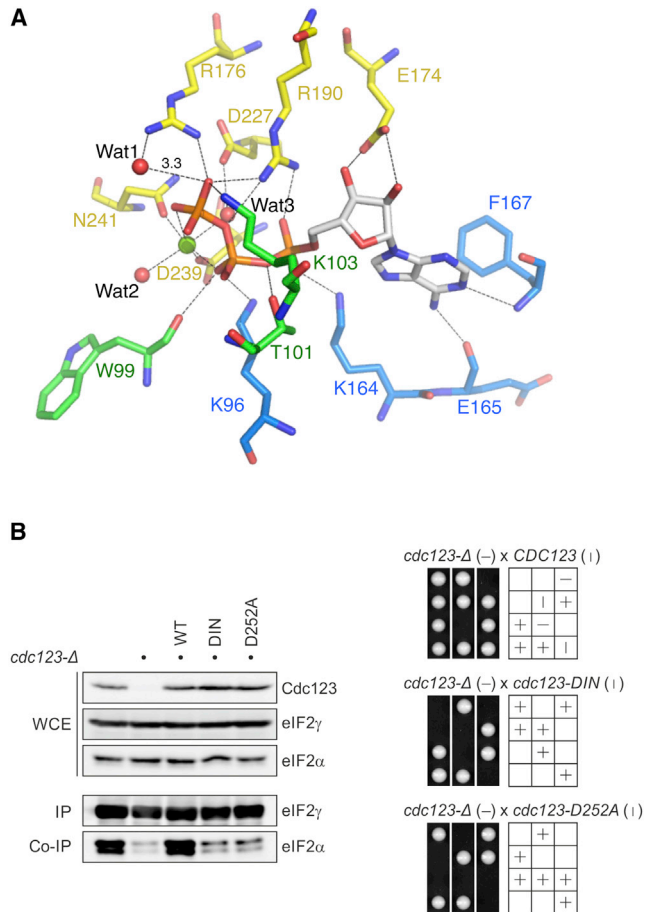 A
R176
R190
E174
D227
Wat1
3.3
Wat3
N241
F167
K103
D239
Wat2
T101
W99
K96
K164
E165
B
cdc123-Δ (–) x CDC123 (|)
–
| +
+ –
+ + |
WT
DIN
D252A
cdc123-Δ • • • •
Cdc123
WCE eIF2γ
eIF2α
IP eIF2γ
Co-IP eIF2α
cdc123-Δ (–) x cdc123-DIN (|)
+ +
+ +
+
+
cdc123-Δ (–) x cdc123-D252A (|)
+
+
+ + +
+